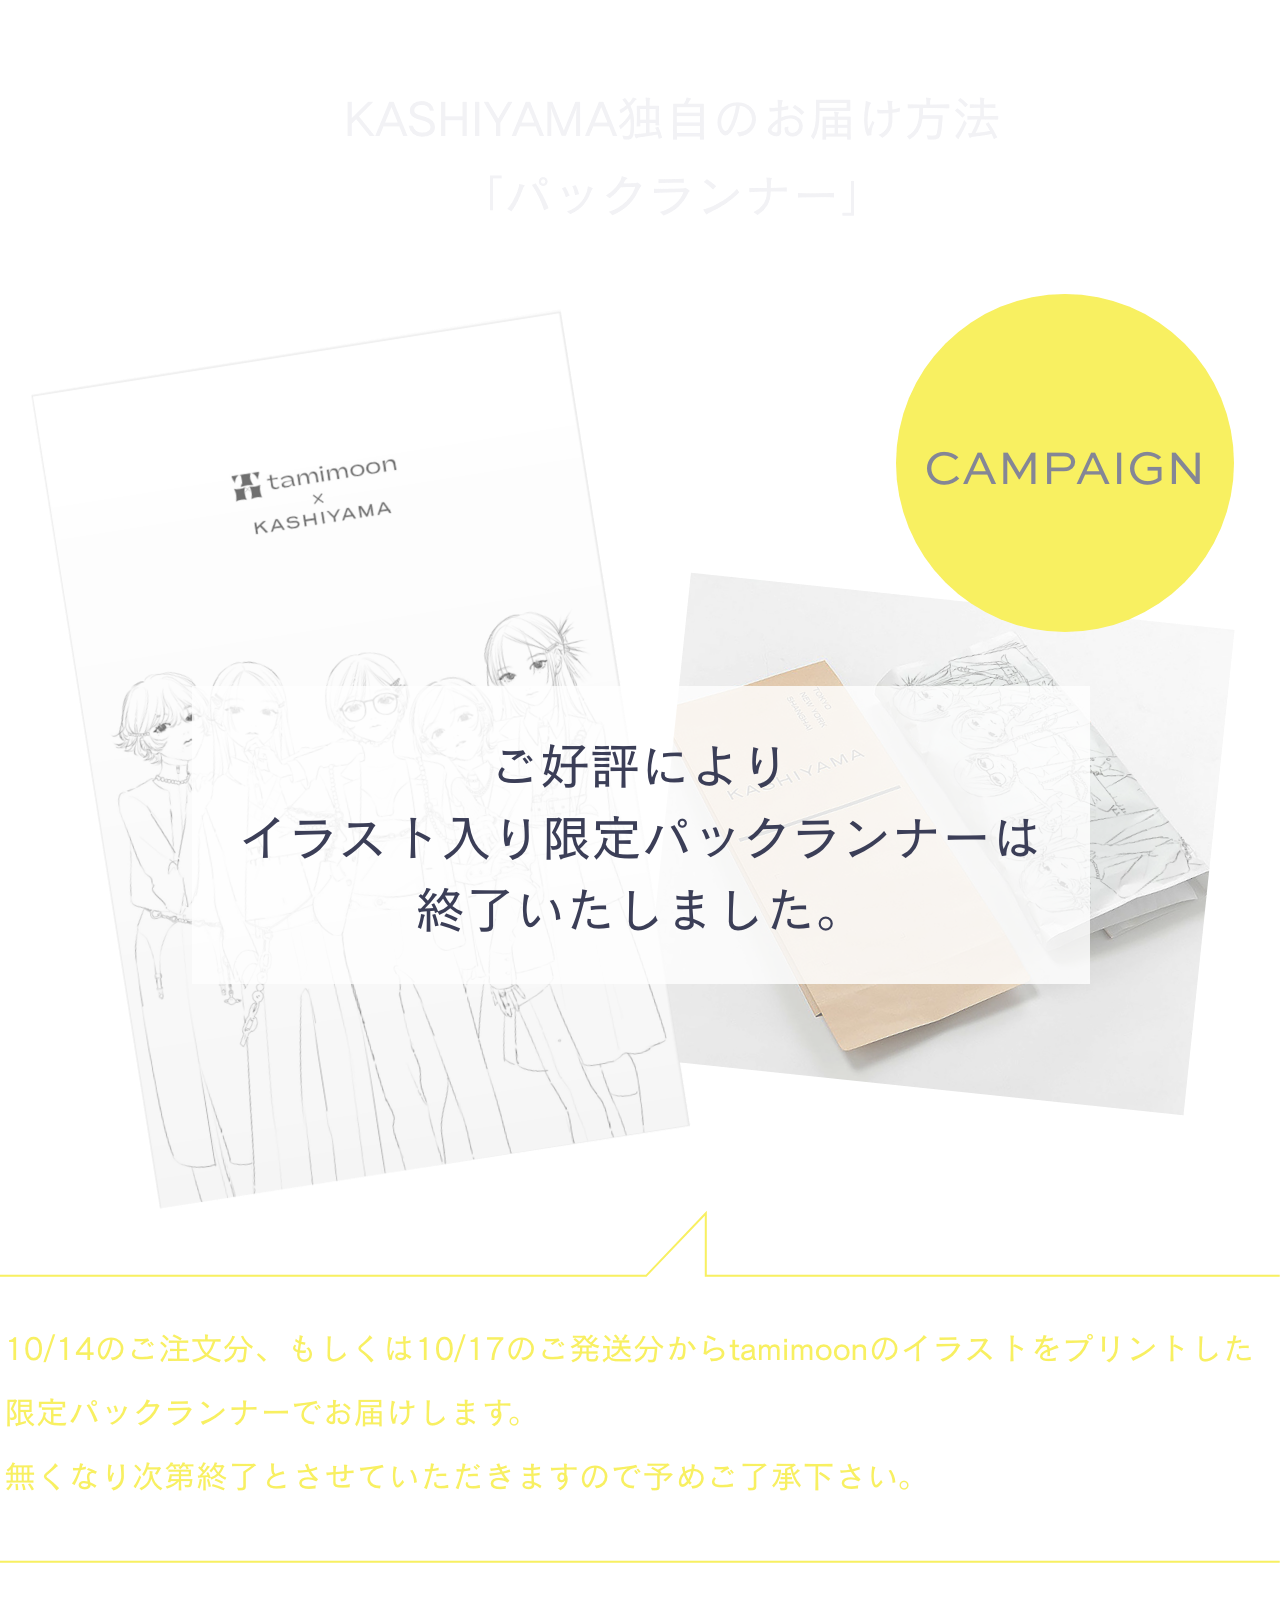 KASHIYAMA独自のお届け方法
「パックランナー」
CAMPAIGN
tamimoon
×
KASHIYAMA
TOKYO
NEW YORK
SHANGHAI
KASHIYAMA
ご好評により
イラスト入り限定パックランナーは
終了いたしました。
10/14のご注文分、もしくは10/17のご発送分からtamimoonのイラストをプリントした
限定パックランナーでお届けします。
無くなり次第終了とさせていただきますので予めご了承下さい。